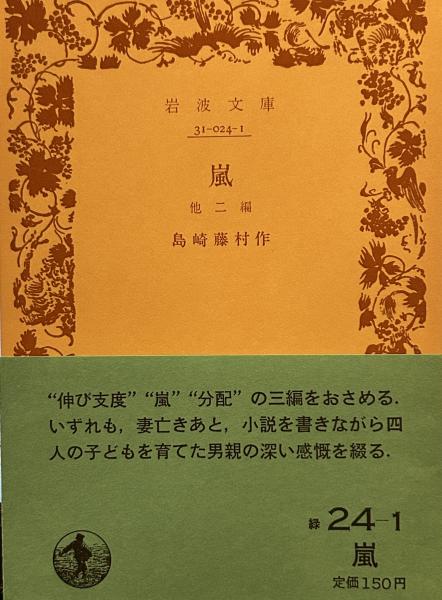 岩波文庫
31-024-1
嵐
他二編
島崎藤村作
“伸び支度” “嵐” “分配” の三編をおさめる.
いずれも, 妻亡きあと, 小説を書きながら四
人の子どもを育てた男親の深い感慨を綴る.
緑 24-1
嵐
定価150円